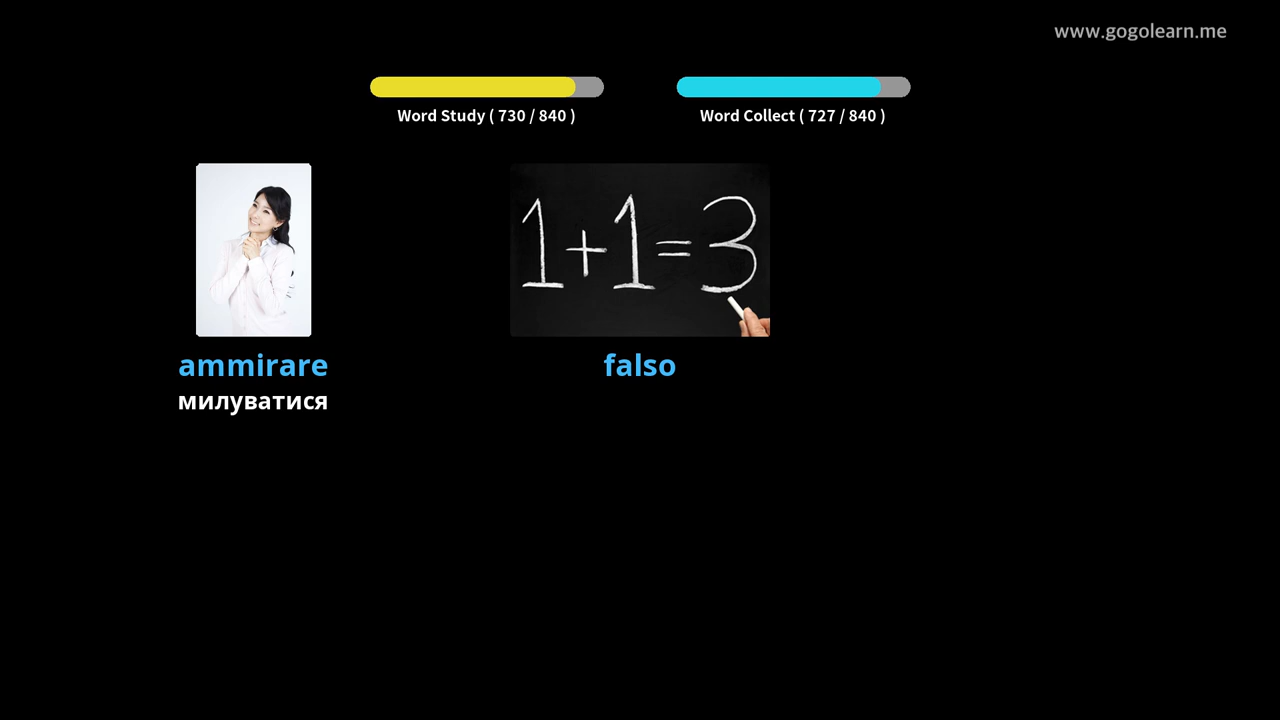 www.gogolearn.me
Word Study ( 730 / 840 )
Word Collect ( 727 / 840 )
1+1=3
ammirare
милуватися
falso